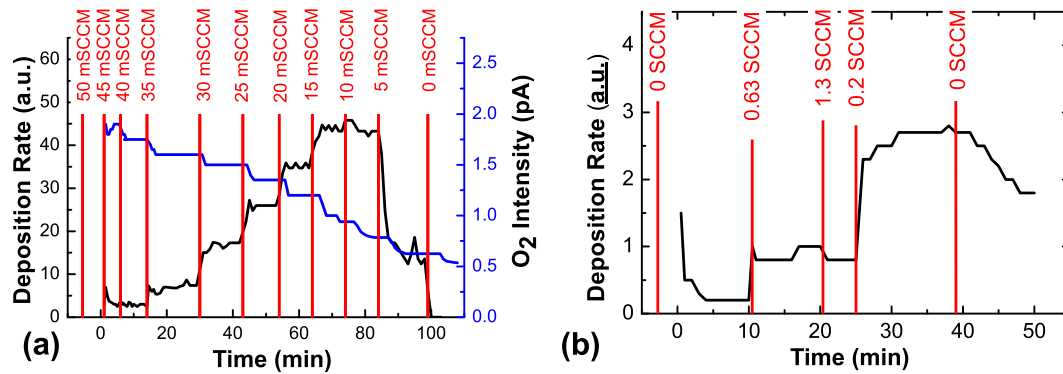 50 mSCCM
45 mSCCM
40 mSCCM
35 mSCCM
30 mSCCM
25 mSCCM
20 mSCCM
15 mSCCM
10 mSCCM
5 mSCCM
0 mSCCM
Deposition Rate (a.u.)
60
50
40
30
20
10
0
2.5
2.0
1.5
1.0
0.5
0.0
O2 Intensity (pA)
0 20 40 60 80 100
Time (min)
(a)
0 SCCM
0.63 SCCM
1.3 SCCM
0.2 SCCM
0 SCCM
Deposition Rate (a.u.)
4
3
2
1
0
0 10 20 30 40 50
Time (min)
(b)